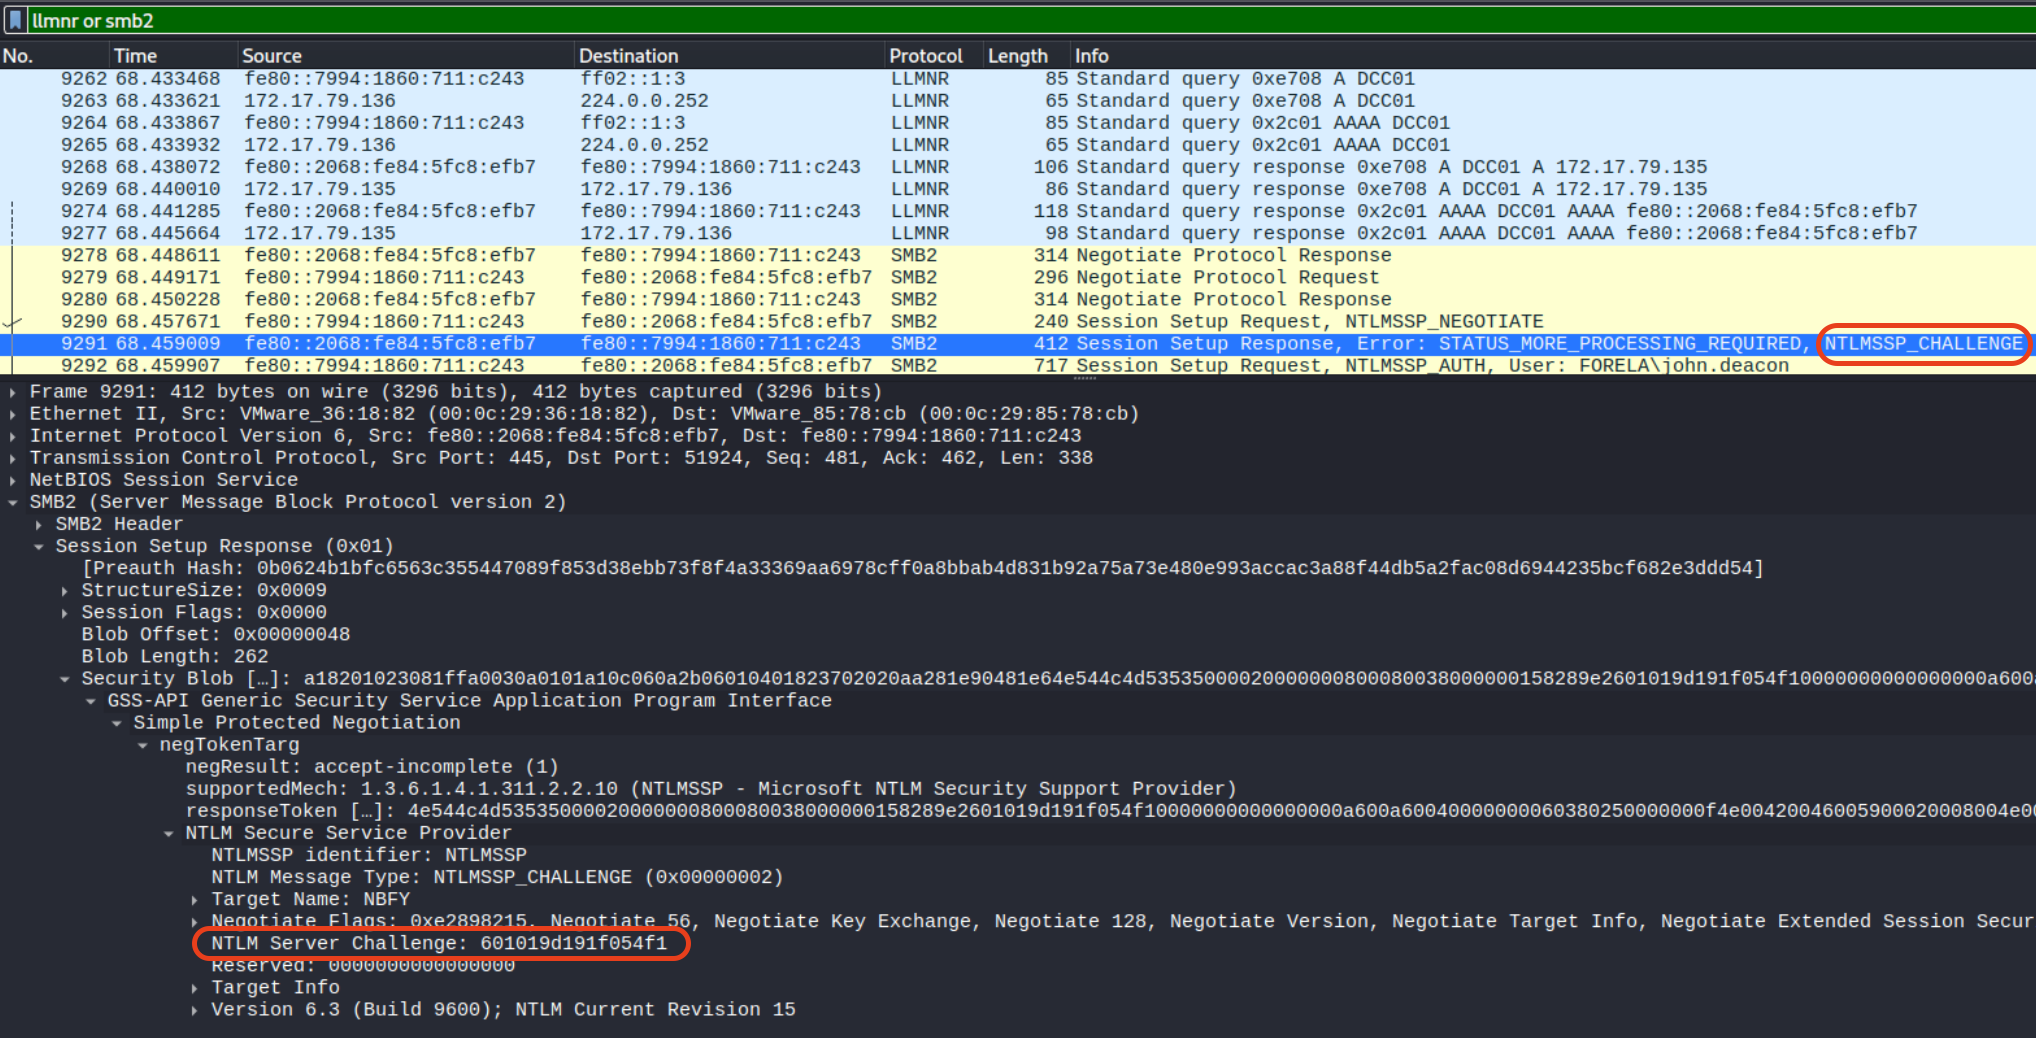 llmnr or smb2
No. Time Source Destination Protocol Length Info
9262 68.433468 fe80::7994:1860:711:c243 ff02::1:3 LLMNR 85 Standard query 0xe708 A DCC01
9263 68.433621 172.17.79.136 224.0.0.252 LLMNR 65 Standard query 0xe708 A DCC01
9264 68.433867 fe80::7994:1860:711:c243 ff02::1:3 LLMNR 85 Standard query 0x2c01 AAAA DCC01
9265 68.433932 172.17.79.136 224.0.0.252 LLMNR 65 Standard query 0x2c01 AAAA DCC01
9268 68.438072 fe80::2068:fe84:5fc8:efb7 fe80::7994:1860:711:c243 LLMNR 106 Standard query response 0xe708 A DCC01 A 172.17.79.135
9269 68.440010 172.17.79.135 172.17.79.136 LLMNR 86 Standard query response 0xe708 A DCC01 A 172.17.79.135
9274 68.441285 fe80::2068:fe84:5fc8:efb7 fe80::7994:1860:711:c243 LLMNR 118 Standard query response 0x2c01 AAAA DCC01 AAAA fe80::2068:fe84:5fc8:efb7
9277 68.445664 172.17.79.135 172.17.79.136 LLMNR 98 Standard query response 0x2c01 AAAA DCC01 AAAA fe80::2068:fe84:5fc8:efb7
9278 68.448611 fe80::2068:fe84:5fc8:efb7 fe80::7994:1860:711:c243 SMB2 314 Negotiate Protocol Response
9279 68.449171 fe80::7994:1860:711:c243 fe80::2068:fe84:5fc8:efb7 SMB2 296 Negotiate Protocol Request
9280 68.450228 fe80::2068:fe84:5fc8:efb7 fe80::7994:1860:711:c243 SMB2 314 Negotiate Protocol Response
9290 68.457671 fe80::7994:1860:711:c243 fe80::2068:fe84:5fc8:efb7 SMB2 240 Session Setup Request, NTLMSSP_NEGOTIATE
9291 68.459009 fe80::2068:fe84:5fc8:efb7 fe80::7994:1860:711:c243 SMB2 412 Session Setup Response, Error: STATUS_MORE_PROCESSING_REQUIRED, NTLMSSP_CHALLENGE
9292 68.459907 fe80::7994:1860:711:c243 fe80::2068:fe84:5fc8:efb7 SMB2 717 Session Setup Request, NTLMSSP_AUTH, User: FORELA\john.deacon
Frame 9291: 412 bytes on wire (3296 bits), 412 bytes captured (3296 bits)
Ethernet II, Src: VMware_36:18:82 (00:0c:29:36:18:82), Dst: VMware_85:78:cb (00:0c:29:85:78:cb)
Internet Protocol Version 6, Src: fe80::2068:fe84:5fc8:efb7, Dst: fe80::7994:1860:711:c243
Transmission Control Protocol, Src Port: 445, Dst Port: 51924, Seq: 481, Ack: 462, Len: 338
NetBIOS Session Service
SMB2 (Server Message Block Protocol version 2)
SMB2 Header
Session Setup Response (0x01)
[Preauth Hash: 0b0624b1bfc6563c355447089f853d38ebb73f8f4a33369aa6978cff0a8bbab4d831b92a75a73e480e993accac3a88f44db5a2fac08d6944235bcf682e3ddd54]
StructureSize: 0x0009
Session Flags: 0x0000
Blob Offset: 0x00000048
Blob Length: 262
Security Blob […]: a18201023081ffa0030a0101a10c060a2b06010401823702020aa281e90481e64e544c4d53535000020000000800080038000000158289e2601019d191f054f10000000000000000a600a
GSS-API Generic Security Service Application Program Interface
Simple Protected Negotiation
negTokenTarg
negResult: accept-incomplete (1)
supportedMech: 1.3.6.1.4.1.311.2.2.10 (NTLMSSP - Microsoft NTLM Security Support Provider)
responseToken […]: 4e544c4d53535000020000000800080038000000158289e2601019d191f054f10000000000000000a600a600400000000603802500000000f4e00420046005900020008004e00
NTLM Secure Service Provider
NTLMSSP identifier: NTLMSSP
NTLM Message Type: NTLMSSP_CHALLENGE (0x00000002)
Target Name: NBFY
Negotiate Flags: 0xe2898215, Negotiate 56, Negotiate Key Exchange, Negotiate 128, Negotiate Version, Negotiate Target Info, Negotiate Extended Session Secur
NTLM Server Challenge: 601019d191f054f1
Reserved: 0000000000000000
Target Info
Version 6.3 (Build 9600); NTLM Current Revision 15